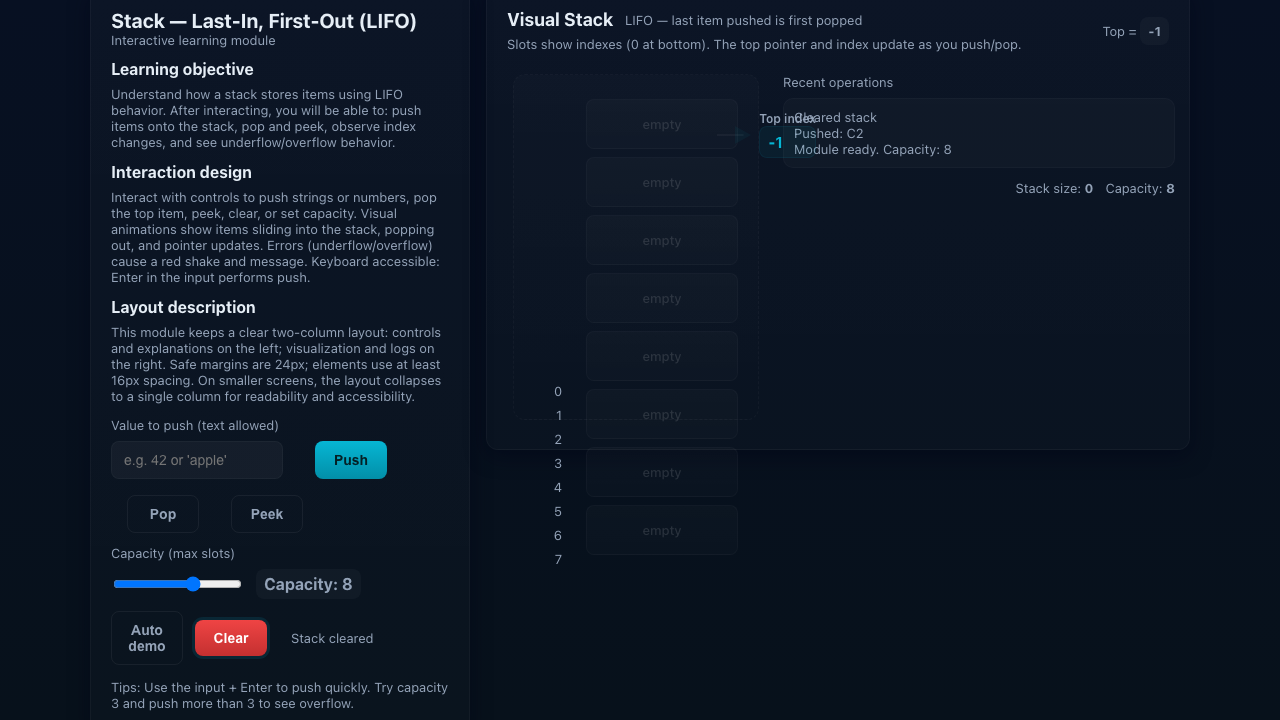 Stack — Last-In, First-Out (LIFO)
Interactive learning module
Learning objective
Understand how a stack stores items using LIFO
behavior. After interacting, you will be able to: push
items onto the stack, pop and peek, observe index
changes, and see underflow/overflow behavior.
Interaction design
Interact with controls to push strings or numbers, pop
the top item, peek, clear, or set capacity. Visual
animations show items sliding into the stack, popping
out, and pointer updates. Errors (underflow/overflow)
cause a red shake and message. Keyboard accessible:
Enter in the input performs push.
Layout description
This module keeps a clear two-column layout: controls
and explanations on the left; visualization and logs on
the right. Safe margins are 24px; elements use at least
16px spacing. On smaller screens, the layout collapses
to a single column for readability and accessibility.
Value to push (text allowed)
e.g. 42 or 'apple'
Push
Pop
Peek
Capacity (max slots)
Capacity: 8
Auto
demo
Clear
Stack cleared
Tips: Use the input + Enter to push quickly. Try capacity
3 and push more than 3 to see overflow.
Visual Stack LIFO — last item pushed is first popped
Slots show indexes (0 at bottom). The top pointer and index update as you push/pop.
Top = -1
empty
empty
empty
empty
empty
empty
empty
empty
0
1
2
3
4
5
6
7
Top index
-1
Recent operations
Cleared stack
Pushed: C2
Module ready. Capacity: 8
Stack size: 0 Capacity: 8